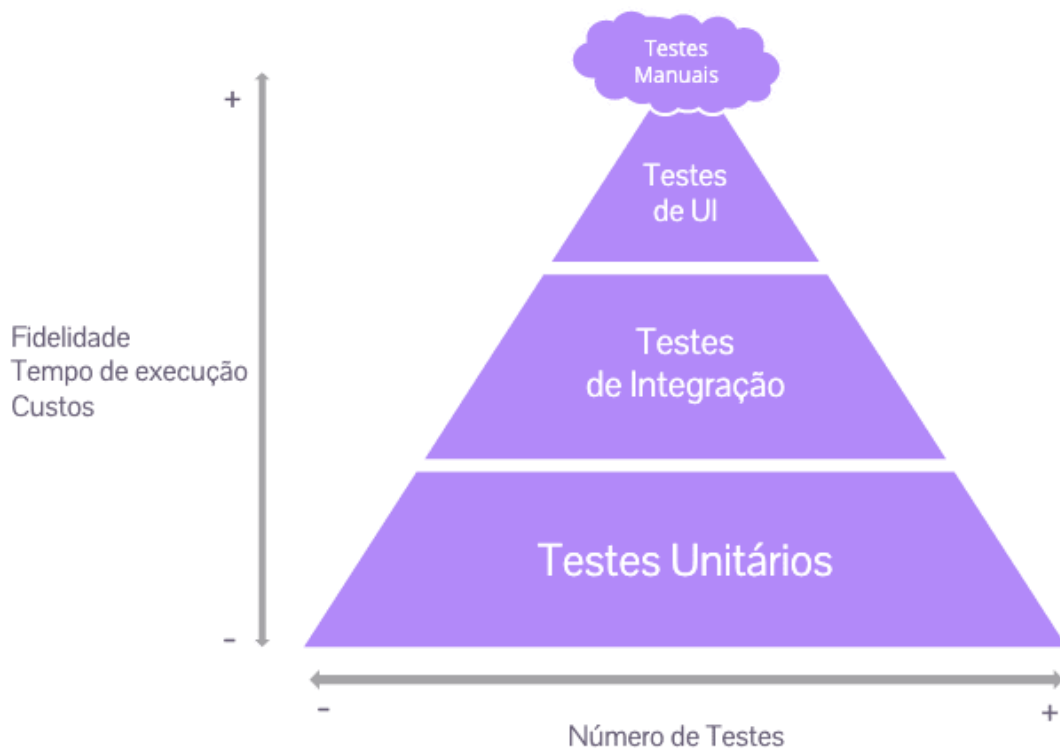 Testes
Manuais
+
Testes
de UI
Fidelidade
Tempo de execução
Custos
Testes
de Integração
Testes Unitários
-
-
+
Número de Testes